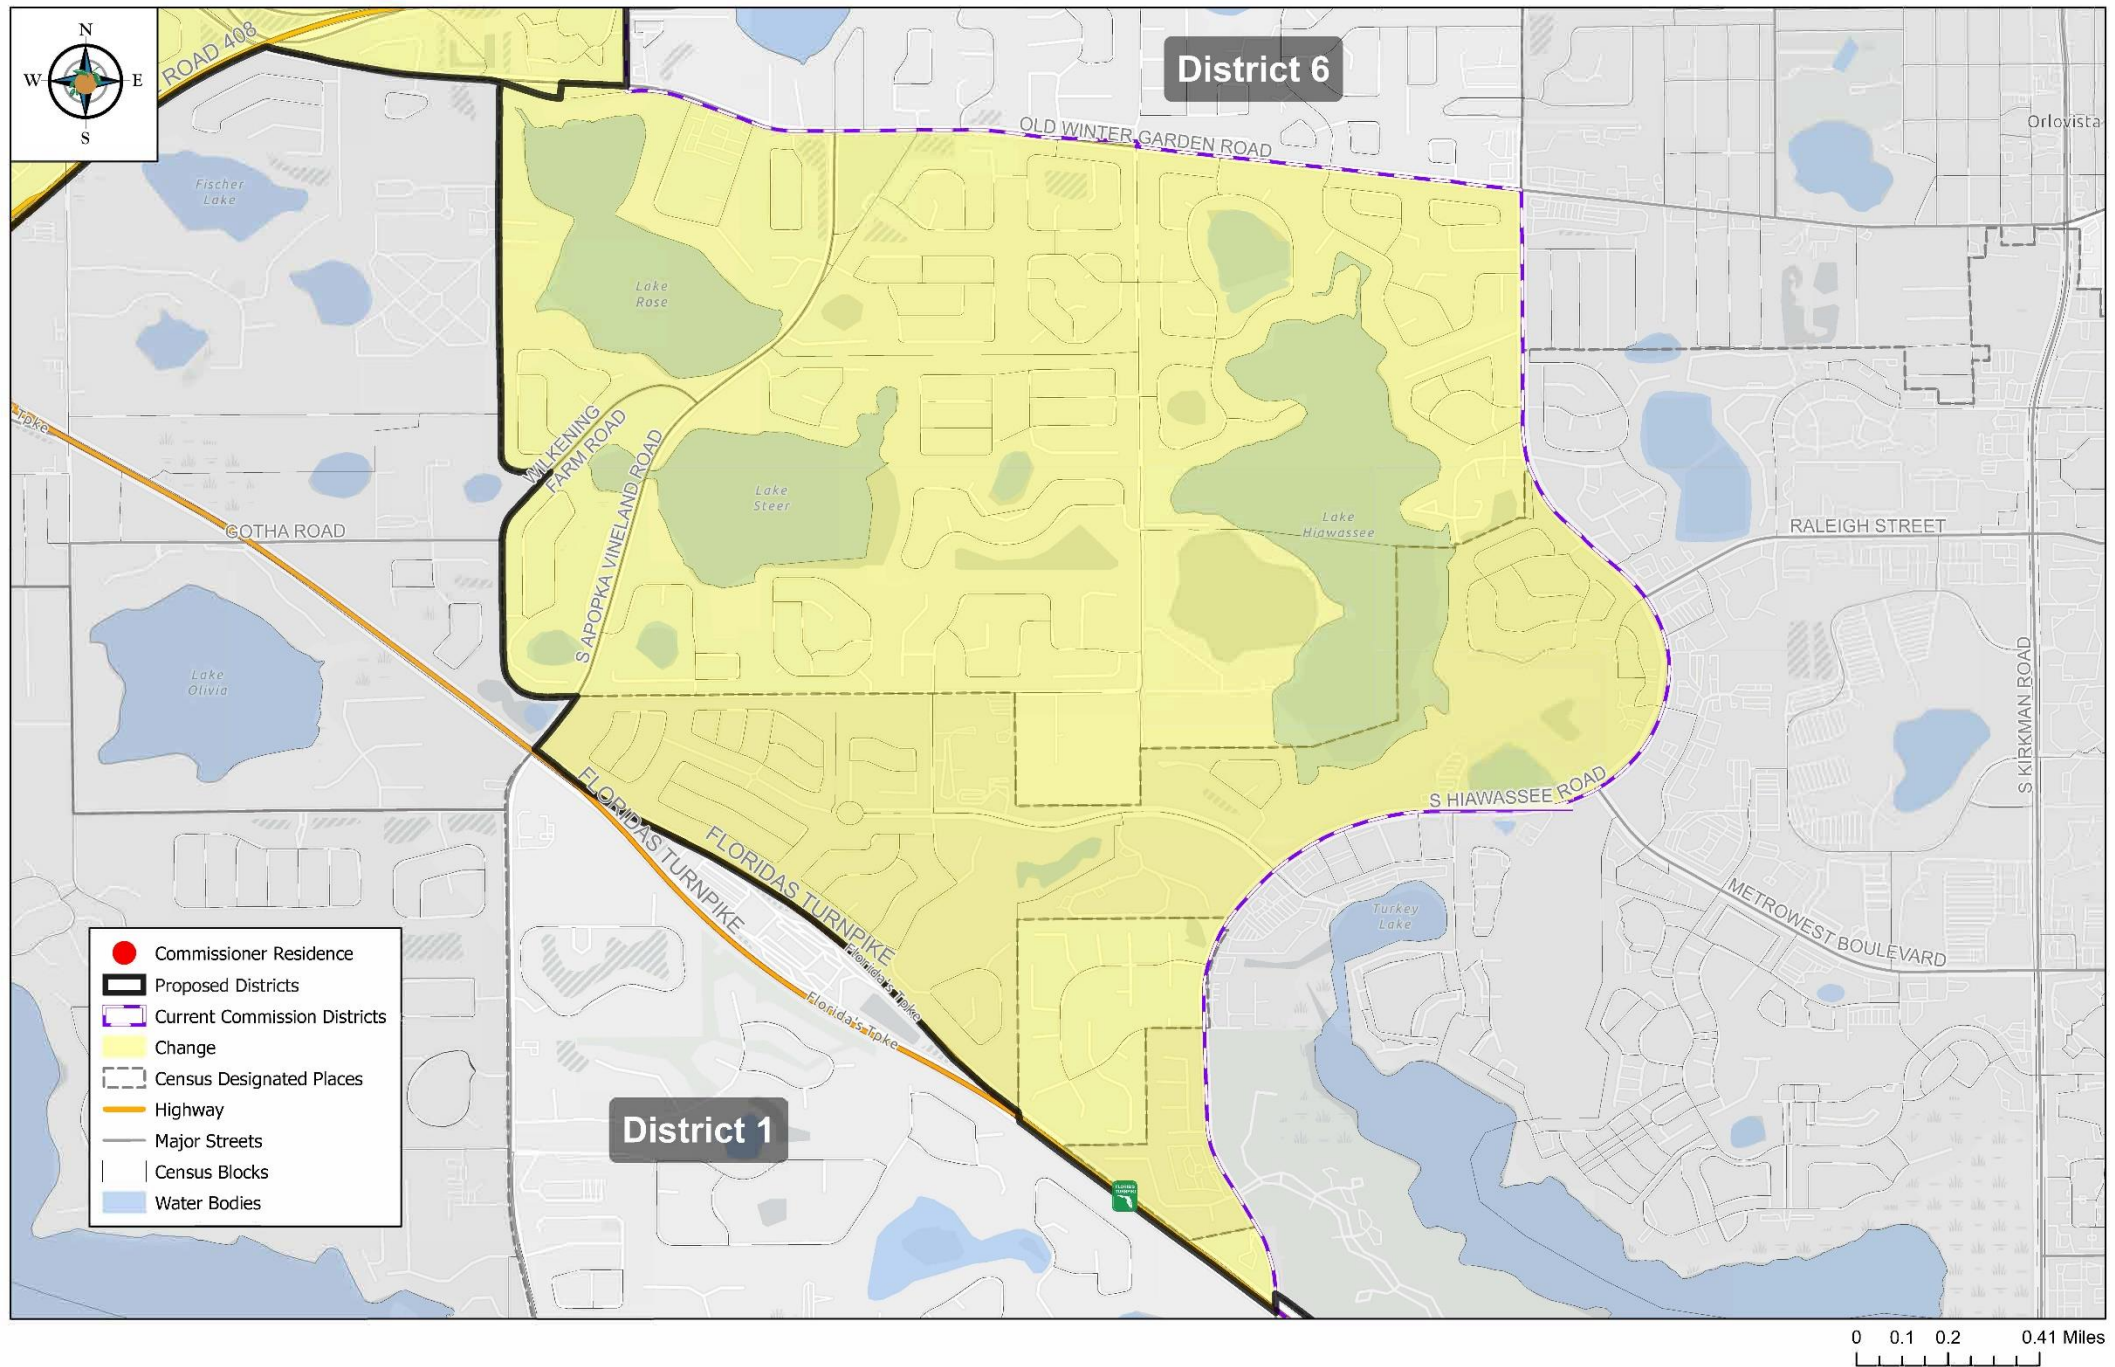 N
W
E
S
ROAD 408
District 6
Orlovista
OLD WINTER GARDEN ROAD
Fischer
Lake
Lake
Rose
Tpke
WILKENING
FARM ROAD
S APOPKA VINELAND ROAD
Lake
Steer
Lake
Hiawassee
GOTHA ROAD
RALEIGH STREET
Lake
Olivia
S KIRKMAN ROAD
S HIAWASSEE ROAD
FLORIDAS TURNPIKE
FLORIDAS TURNPIKE
Turkey
Lake
METROWEST BOULEVARD
Florida's Tpke
Florida's Tpke
Commissioner Residence
Proposed Districts
Current Commission Districts
Change
Census Designated Places
Highway
Major Streets
Census Blocks
Water Bodies
District 1
0 0.1 0.2 0.41 Miles